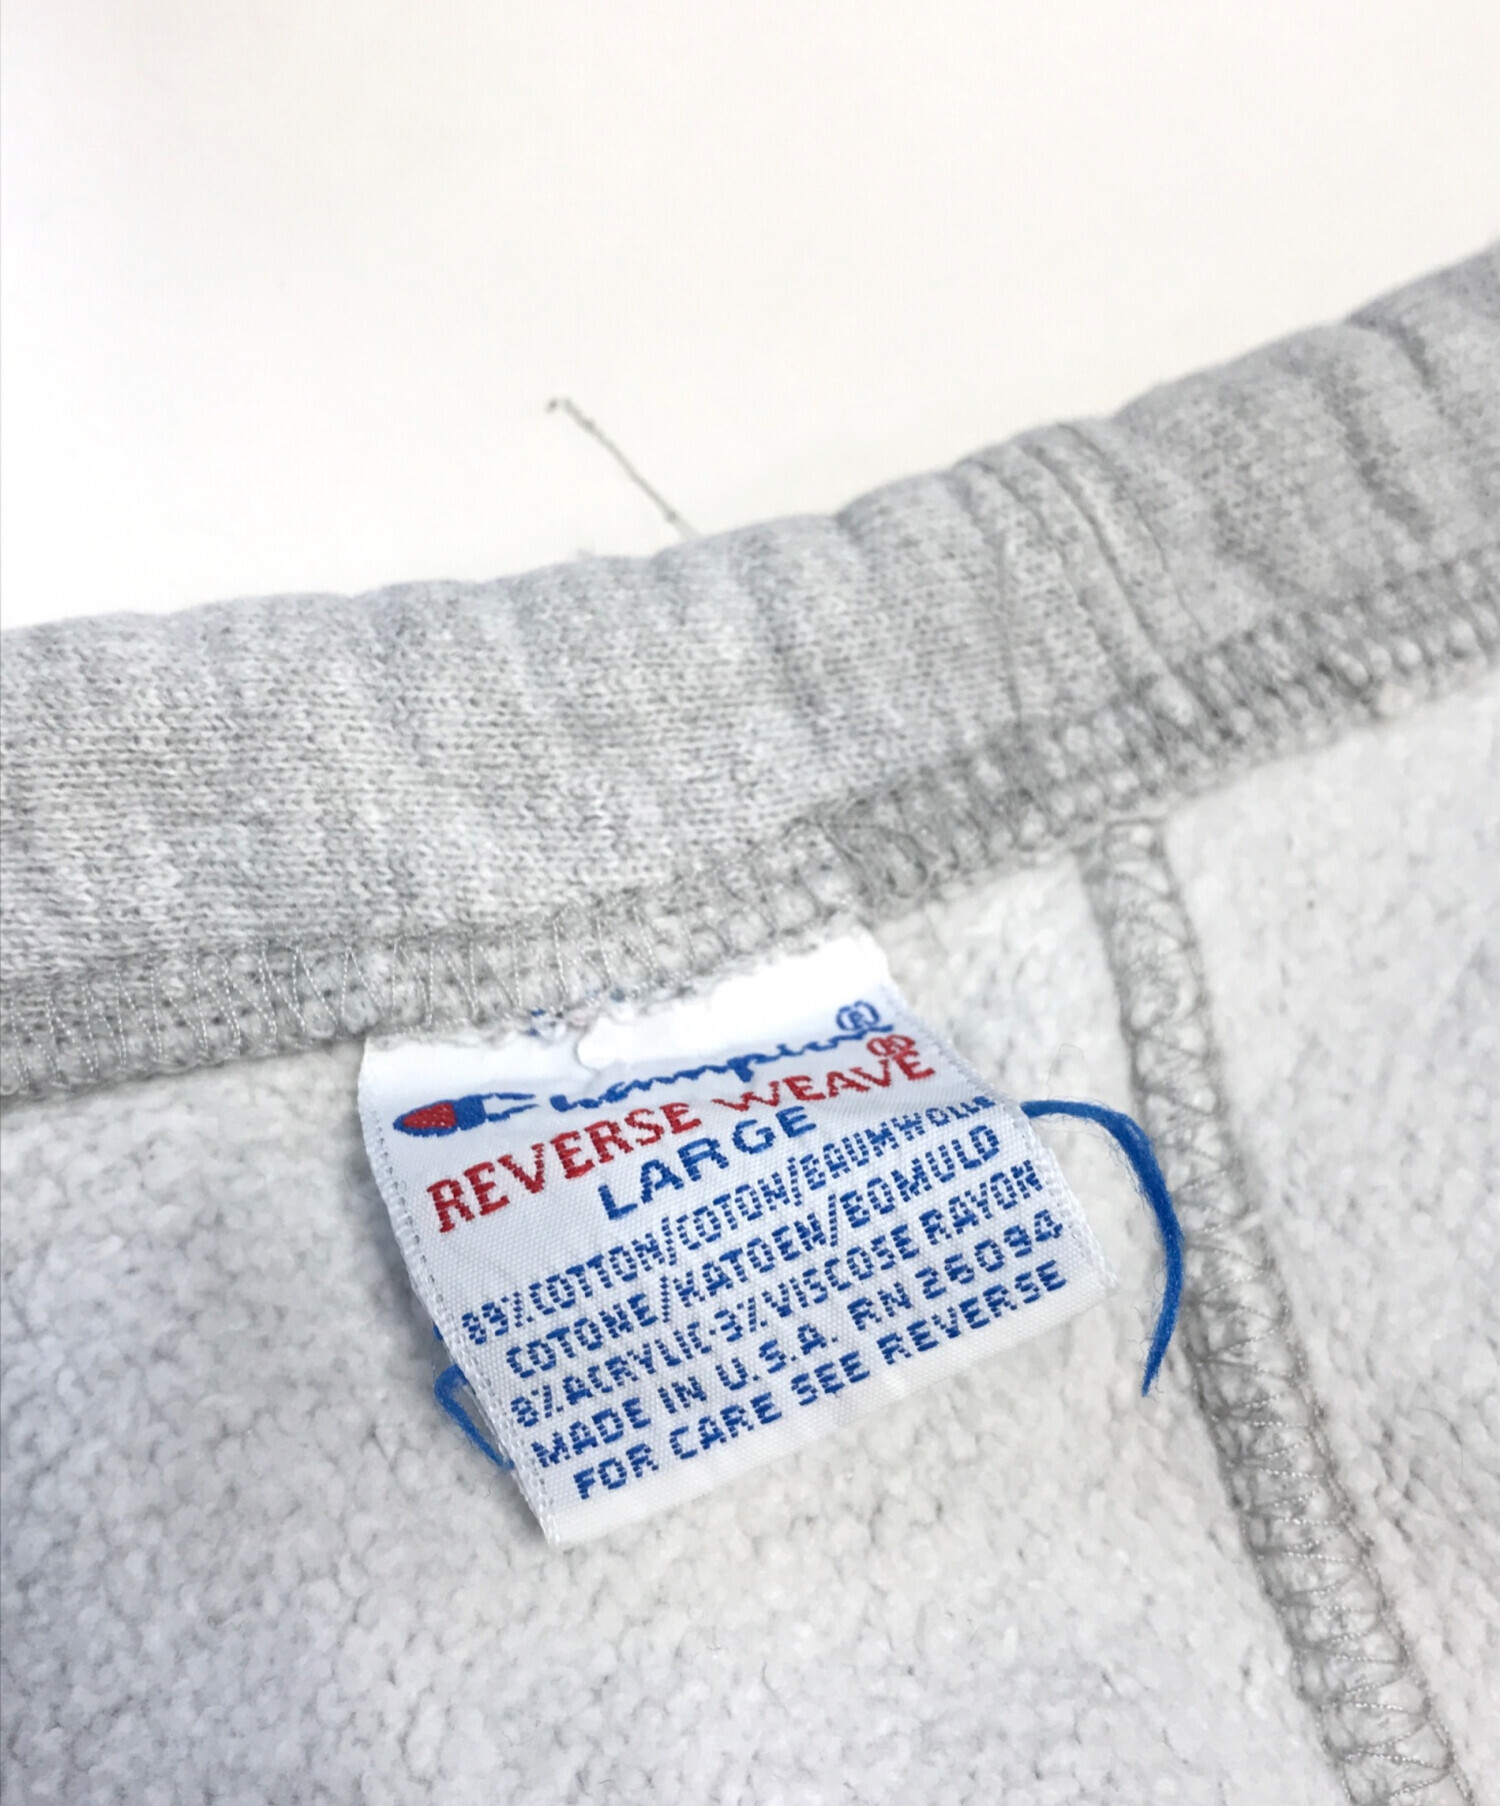 Champion®
REVERSE WEAVE®
LARGE
89%COTTON/COTON/BAUMWOLLE
COTONE/KATOEN/BOMULD
8%ACRYLIC-3%VISCOSE RAYON
MADE IN U.S.A. RN 26094
FOR CARE SEE REVERSE